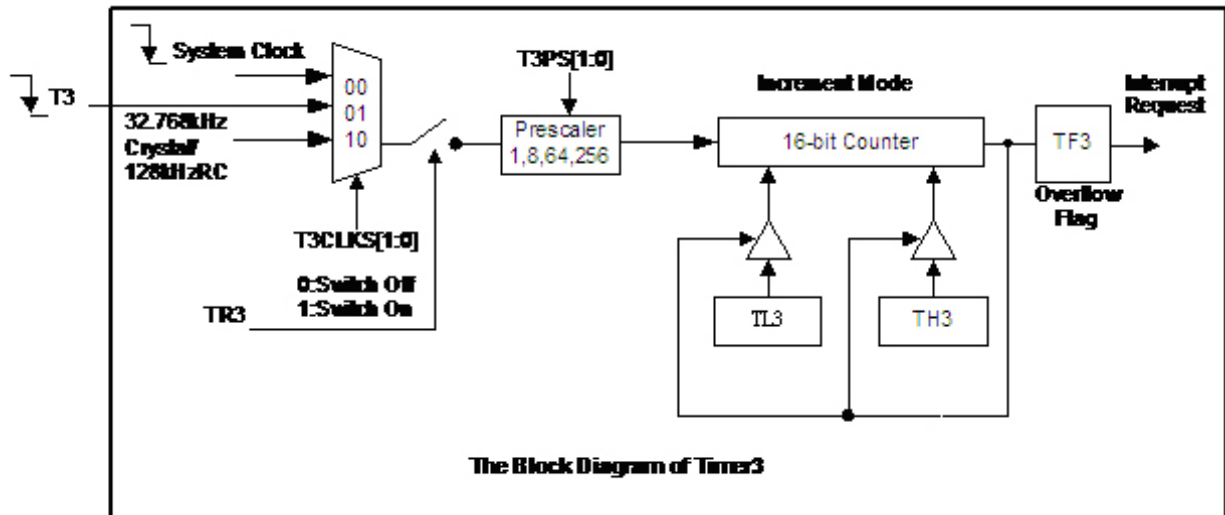 System Clock
T3
32.768kHz
Crystal/
128kHzRC
00
01
10
T3CLKS[1:0]
0:Switch Off
1:Switch On
TR3
T3PS[1:0]
Prescaler
1,8,64,256
Increment Mode
16-bit Counter
TL3
TH3
TF3
Overflow
Flag
Interrupt
Request
The Block Diagram of Timer3